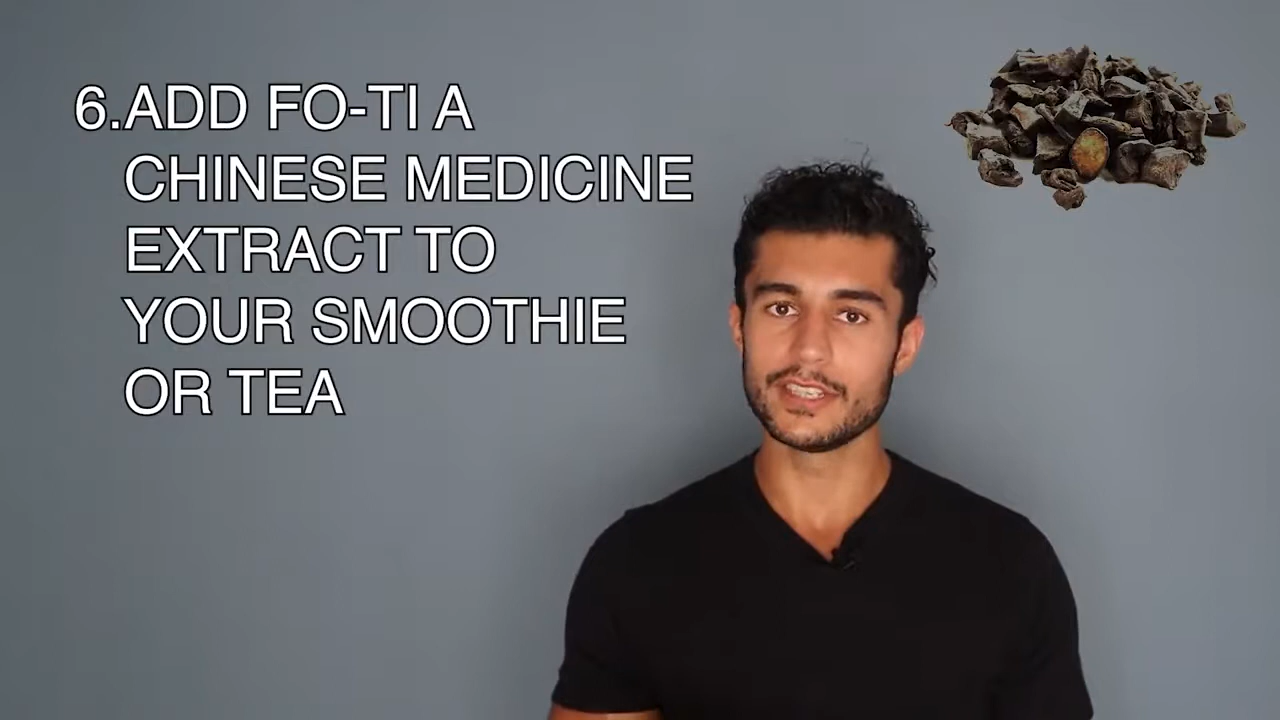 6.ADD FO-TI A
CHINESE MEDICINE
EXTRACT TO
YOUR SMOOTHIE
OR TEA